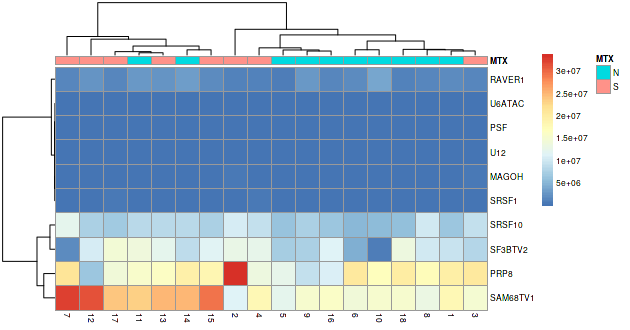 MTX
MTX
N
S
3e+07
2.5e+07
2e+07
1.5e+07
1e+07
5e+06
RAVER1
U6ATAC
PSF
U12
MAGOH
SRSF1
SRSF10
SF3BTV2
PRP8
SAM68TV1
7 12 17 11 13 14 15 2 4 5 9 16 6 10 18 8 1 3